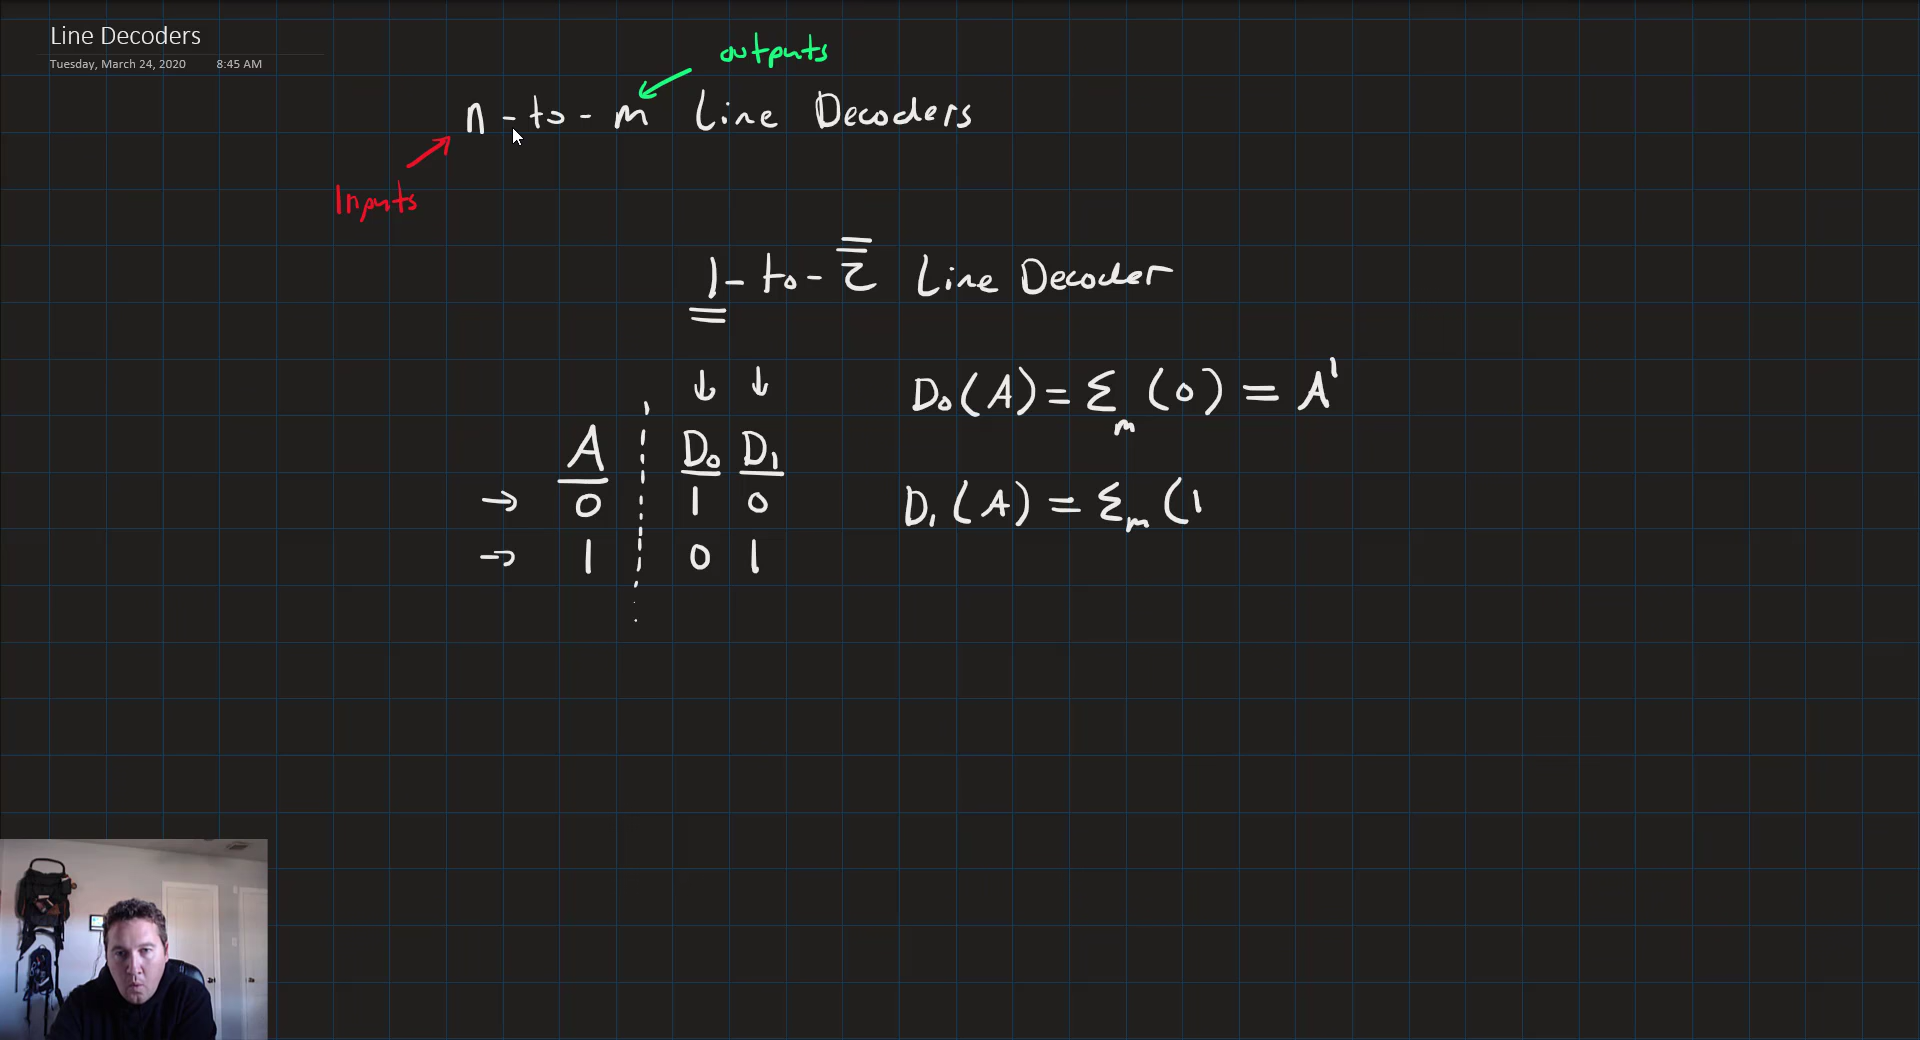 Line Decoders
Tuesday, March 24, 2020 8:45 AM
outputs
n-to-m Line Decoders
Inputs
1-to-2 Line Decoder
↓ ↓
D₀(A) = Σm (0) = A'
A D₀ D₁
→ 0 1 0
D₁(A) = Σm (1
→ 1 0 1